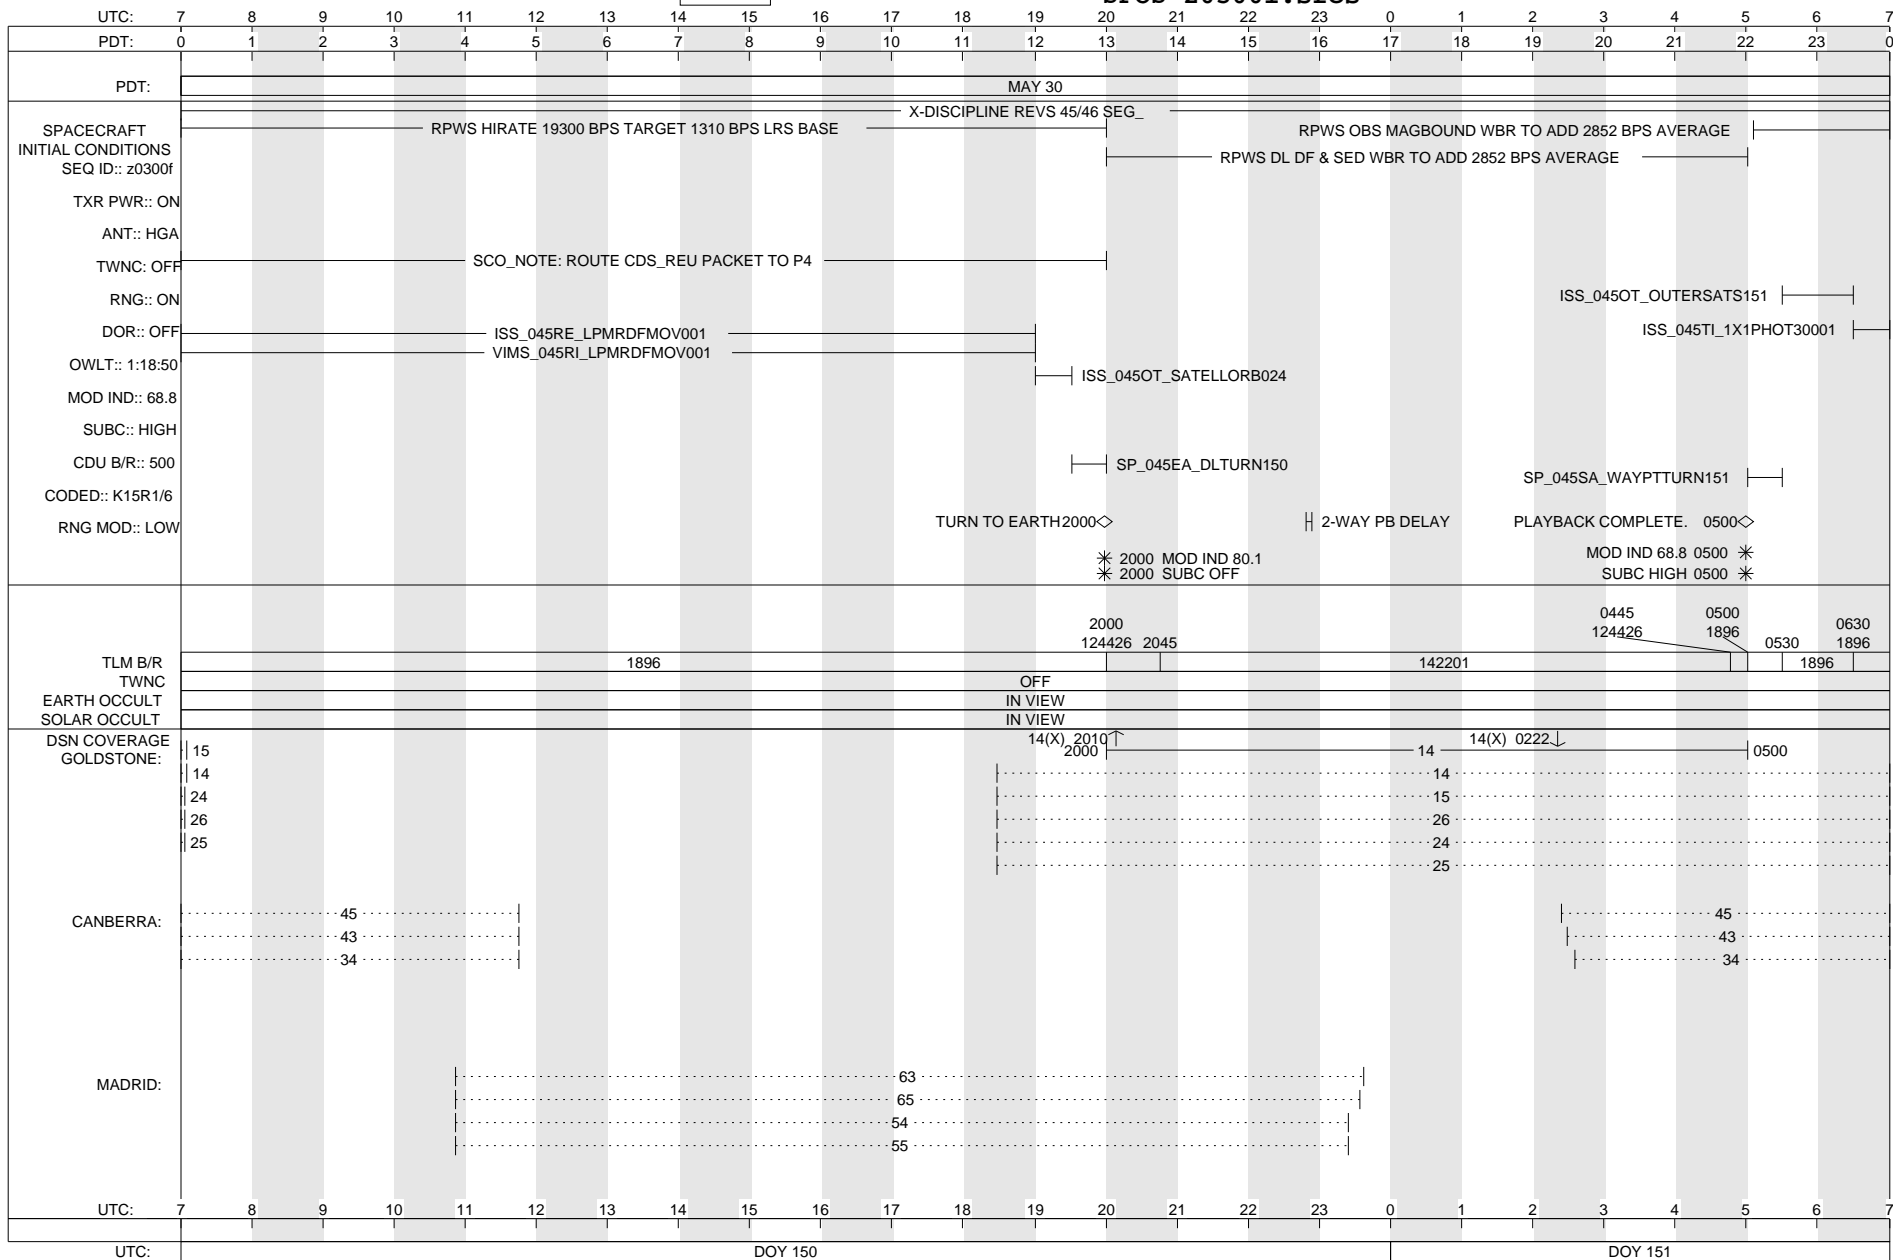 UTC: 7 8 9 10 11 12 13 14 15 16 17 18 19 20 21 22 23 0 1 2 3 4 5 6 7
PDT: 0 1 2 3 4 5 6 7 8 9 10 11 12 13 14 15 16 17 18 19 20 21 22 23 0
PDT: MAY 30
X-DISCIPLINE REVS 45/46 SEG_
SPACECRAFT
INITIAL CONDITIONS
SEQ ID:: z0300f
RPWS HIRATE 19300 BPS TARGET 1310 BPS LRS BASE
RPWS OBS MAGBOUND WBR TO ADD 2852 BPS AVERAGE
RPWS DL DF & SED WBR TO ADD 2852 BPS AVERAGE
TXR PWR:: ON
ANT:: HGA
TWNC: OFF
SCO_NOTE: ROUTE CDS_REU PACKET TO P4
RNG:: ON
ISS_045OT_OUTERSATS151
DOR:: OFF
ISS_045RE_LPMRDFMOV001
ISS_045TI_1X1PHOT30001
VIMS_045RI_LPMRDFMOV001
OWLT:: 1:18:50
ISS_045OT_SATELLORB024
MOD IND:: 68.8
SUBC:: HIGH
CDU B/R:: 500
SP_045EA_DLTURN150
SP_045SA_WAYPTTURN151
CODED:: K15R1/6
RNG MOD:: LOW
TURN TO EARTH 2000
2-WAY PB DELAY
PLAYBACK COMPLETE. 0500
2000 MOD IND 80.1
MOD IND 68.8 0500
2000 SUBC OFF
SUBC HIGH 0500
2000 0445 0500 0630
124426 2045 124426 1896 0530 1896
TLM B/R 1896 142201 1896
TWNC OFF
EARTH OCCULT IN VIEW
SOLAR OCCULT IN VIEW
DSN COVERAGE
GOLDSTONE:
14(X) 2010 14(X) 0222
15 2000 14 0500
14 14
24 15
26 26
25 24
25
CANBERRA:
45 45
43 43
34 34
MADRID:
63
65
54
55
UTC: 7 8 9 10 11 12 13 14 15 16 17 18 19 20 21 22 23 0 1 2 3 4 5 6 7
UTC: DOY 150 DOY 151